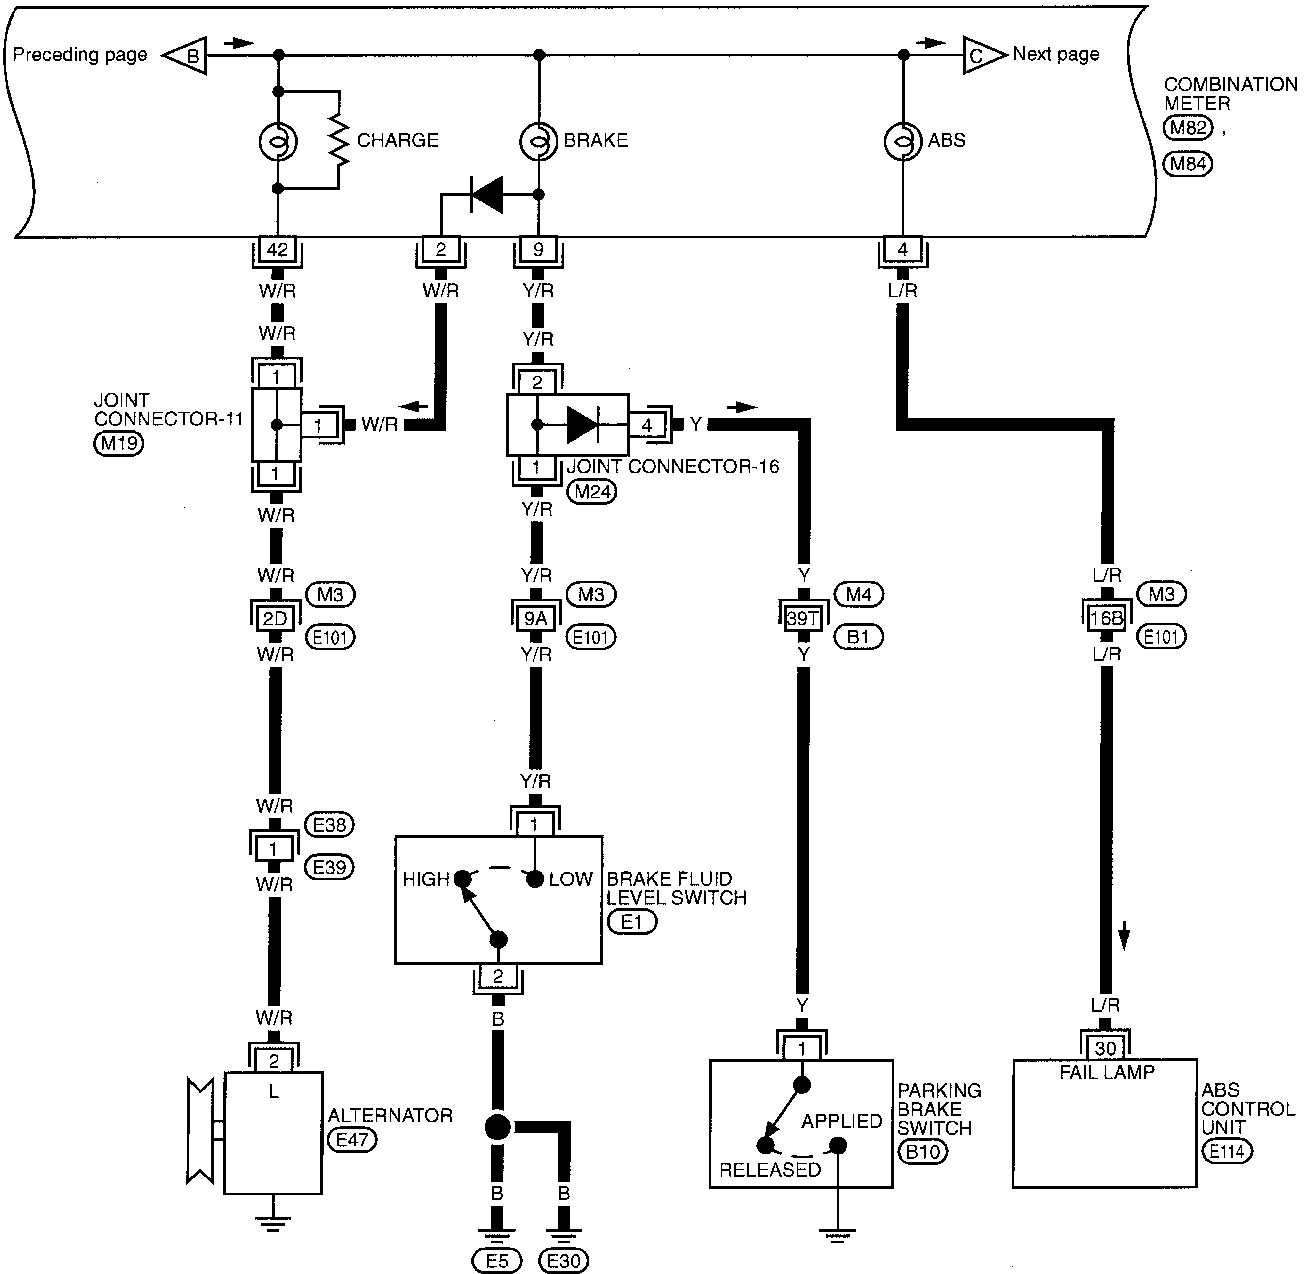 Preceding page
B
C
Next page
COMBINATION
METER
M82 ,
M84
CHARGE
BRAKE
ABS
42
2
9
4
W/R
W/R
Y/R
L/R
W/R
Y/R
1
2
JOINT
CONNECTOR-11
M19
1
W/R
4
Y
1
1
JOINT CONNECTOR-16
M24
W/R
Y/R
W/R
Y/R
Y
L/R
M3
M3
M4
M3
2D
9A
39T
16B
E101
E101
B1
E101
W/R
Y/R
Y
L/R
Y/R
W/R
E38
1
1
E39
W/R
HIGH
LOW
BRAKE FLUID
LEVEL SWITCH
E1
2
W/R
B
Y
L/R
2
1
30
L
FAIL LAMP
ALTERNATOR
E47
PARKING
BRAKE
SWITCH
B10
APPLIED
RELEASED
ABS
CONTROL
UNIT
E114
B
B
E5
E30